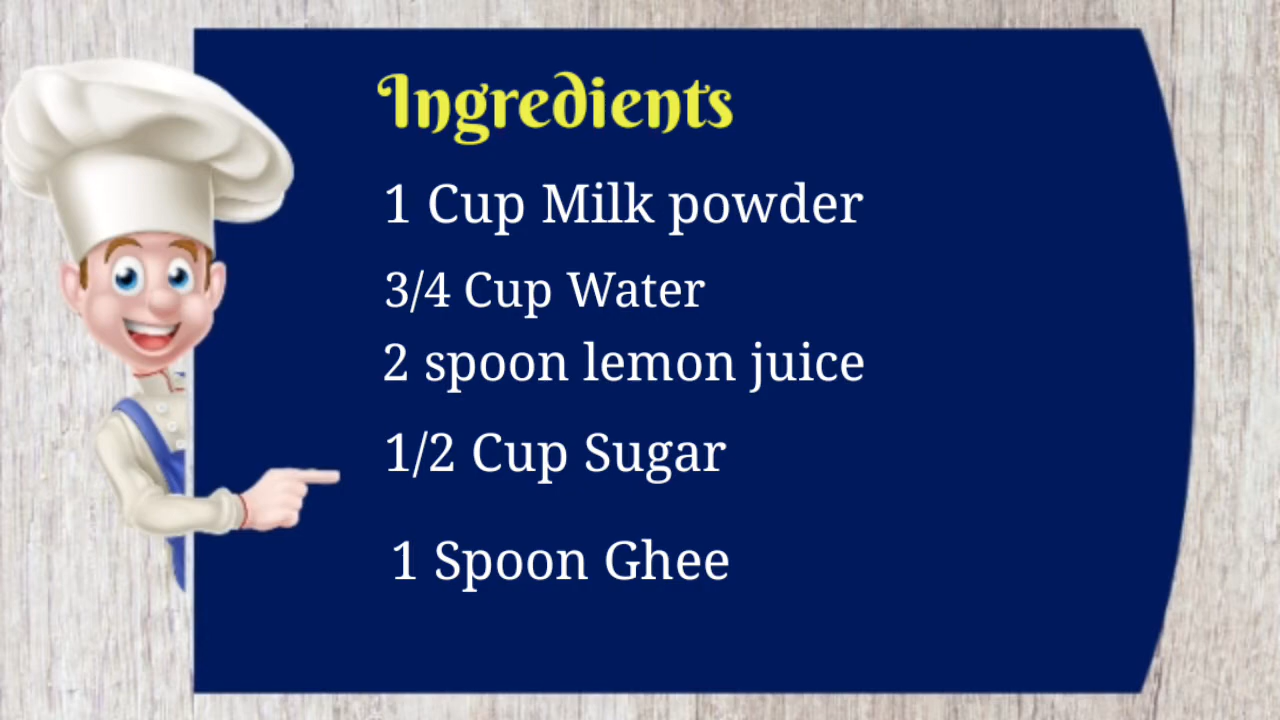 Ingredients
1 Cup Milk powder
3/4 Cup Water
2 spoon lemon juice
1/2 Cup Sugar
1 Spoon Ghee